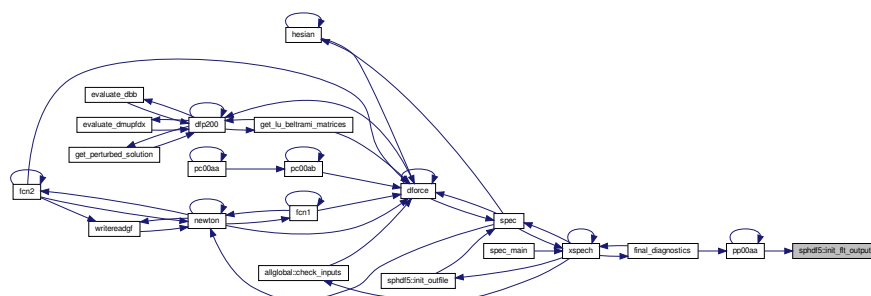 hesian
evaluate_dbb
evaluate_dmupfdx
dfp200
get_lu_beltrami_matrices
get_perturbed_solution
pc00aa
pc00ab
fcn2
dforce
fcn1
newton
writereadgf
spec
spec_main
xspech
final_diagnostics
pp00aa
sphdf5::init_flt_output
allglobal::check_inputs
sphdf5::init_outfile